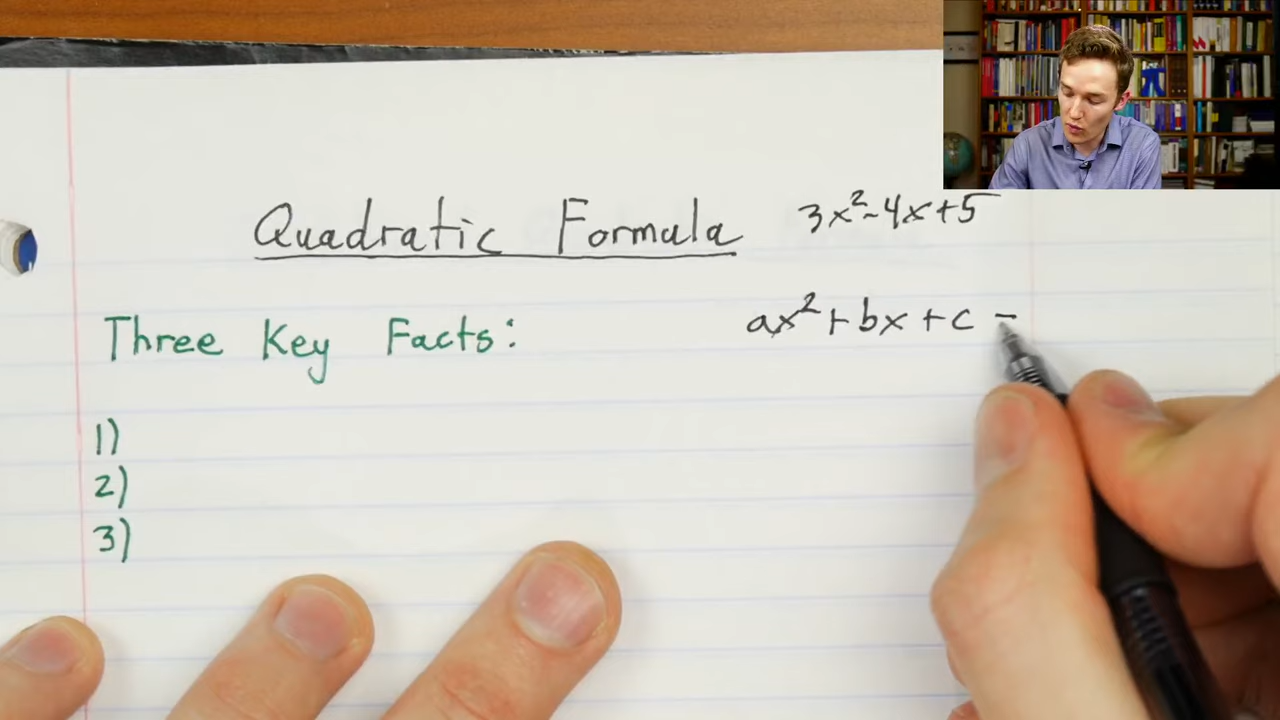 Quadratic Formula 3x²-4x+5
Three Key Facts: ax²+bx+c -
1)
2)
3)